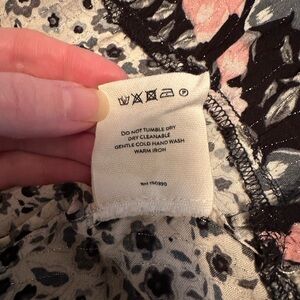 DO NOT TUMBLE DRY
DRY CLEANABLE
GENTLE COLD HAND WASH
WARM IRON